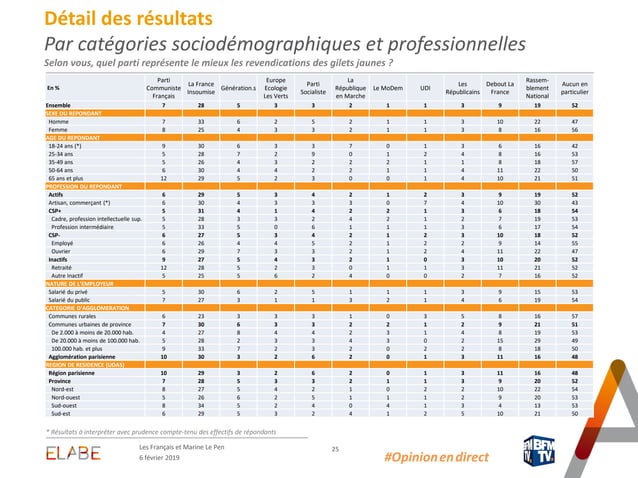 Détail des résultats
Par catégories sociodémographiques et professionnelles
Selon vous, quel parti représente le mieux les revendications des gilets jaunes ?
En % Parti Communiste Français La France Insoumise Génération.s Europe Ecologie Les Verts Parti Socialiste La République en Marche Le MoDem UDI Les Républicains Debout La France Rassem-blement National Aucun en particulier
Ensemble 7 28 5 3 3 2 1 1 3 9 19 52
SEXE DU REPONDANT
Homme 7 33 6 2 5 2 1 1 3 10 22 47
Femme 8 25 4 3 3 2 1 1 3 8 16 56
AGE DU REPONDANT
18-24 ans (*) 9 30 6 3 3 7 0 1 3 6 16 42
25-34 ans 5 28 7 2 9 0 1 2 4 8 16 53
35-49 ans 5 26 4 3 2 2 2 1 1 8 18 57
50-64 ans 6 30 4 4 2 2 1 1 4 11 22 50
65 ans et plus 12 29 5 2 3 0 0 1 4 10 21 51
PROFESSION DU REPONDANT
Actifs 6 29 5 3 4 2 1 2 3 9 19 52
Artisan, commerçant (*) 6 30 4 3 3 3 0 7 4 10 30 43
CSP+ 5 31 4 1 4 2 2 1 3 6 18 54
Cadre, profession intellectuelle sup. 5 28 3 3 2 4 2 1 2 7 19 53
Profession intermédiaire 5 33 5 0 6 1 1 1 3 6 17 54
CSP- 6 27 5 3 4 2 1 2 3 10 18 52
Employé 6 26 4 4 5 2 1 2 2 9 14 55
Ouvrier 6 29 7 3 3 2 1 2 4 11 22 47
Inactifs 9 27 5 4 3 2 1 0 3 10 20 52
Retraité 12 28 5 2 3 0 1 1 3 11 21 52
Autre Inactif 5 25 5 6 2 4 0 0 2 7 16 52
NATURE DE L'EMPLOYEUR
Salarié du privé 5 30 6 2 5 1 1 1 3 9 15 53
Salarié du public 7 27 3 1 1 3 2 1 4 6 19 54
CATEGORIE D'AGGLOMERATION
Communes rurales 6 23 3 3 3 1 0 3 5 8 16 57
Communes urbaines de province 7 30 6 3 3 2 2 1 2 9 21 51
De 2.000 à moins de 20.000 hab. 4 27 8 4 4 2 3 1 4 8 19 53
De 20.000 à moins de 100.000 hab. 5 28 2 3 3 4 3 0 2 15 29 49
100.000 hab. et plus 9 33 7 2 3 2 0 2 2 8 18 50
Agglomération parisienne 10 30 3 2 6 2 0 1 3 11 16 48
REGION DE RESIDENCE (UDA5)
Région parisienne 10 29 3 2 6 2 0 1 3 11 16 48
Province 7 28 5 3 3 2 1 1 3 9 20 52
Nord-est 8 27 5 4 2 1 0 2 2 10 22 54
Nord-ouest 5 26 6 2 5 1 1 1 2 9 20 53
Sud-ouest 8 34 5 2 4 0 4 1 3 4 13 53
Sud-est 6 29 5 3 2 4 1 2 5 10 21 50
* Résultats à interpréter avec prudence compte-tenu des effectifs de répondants
ELABE
Les Français et Marine Le Pen
6 février 2019
25
#Opinionendirect
BFM TV.